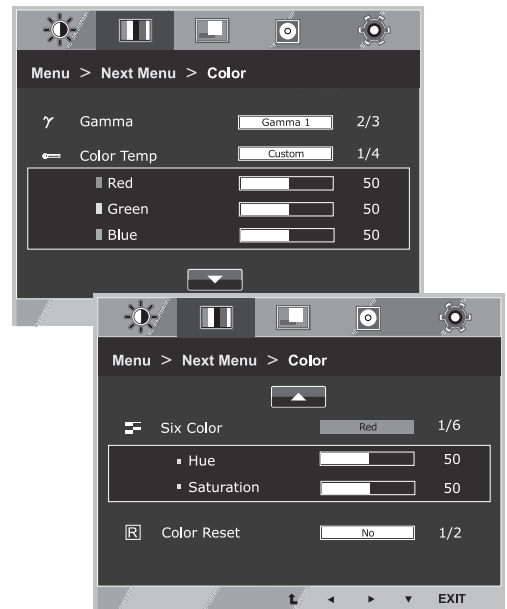 Menu > Next Menu > Color
γ Gamma Gamma 1 2/3
Color Temp Custom 1/4
Red 50
Green 50
Blue 50
Menu > Next Menu > Color
Six Color Red 1/6
Hue 50
Saturation 50
R Color Reset No 1/2
EXIT